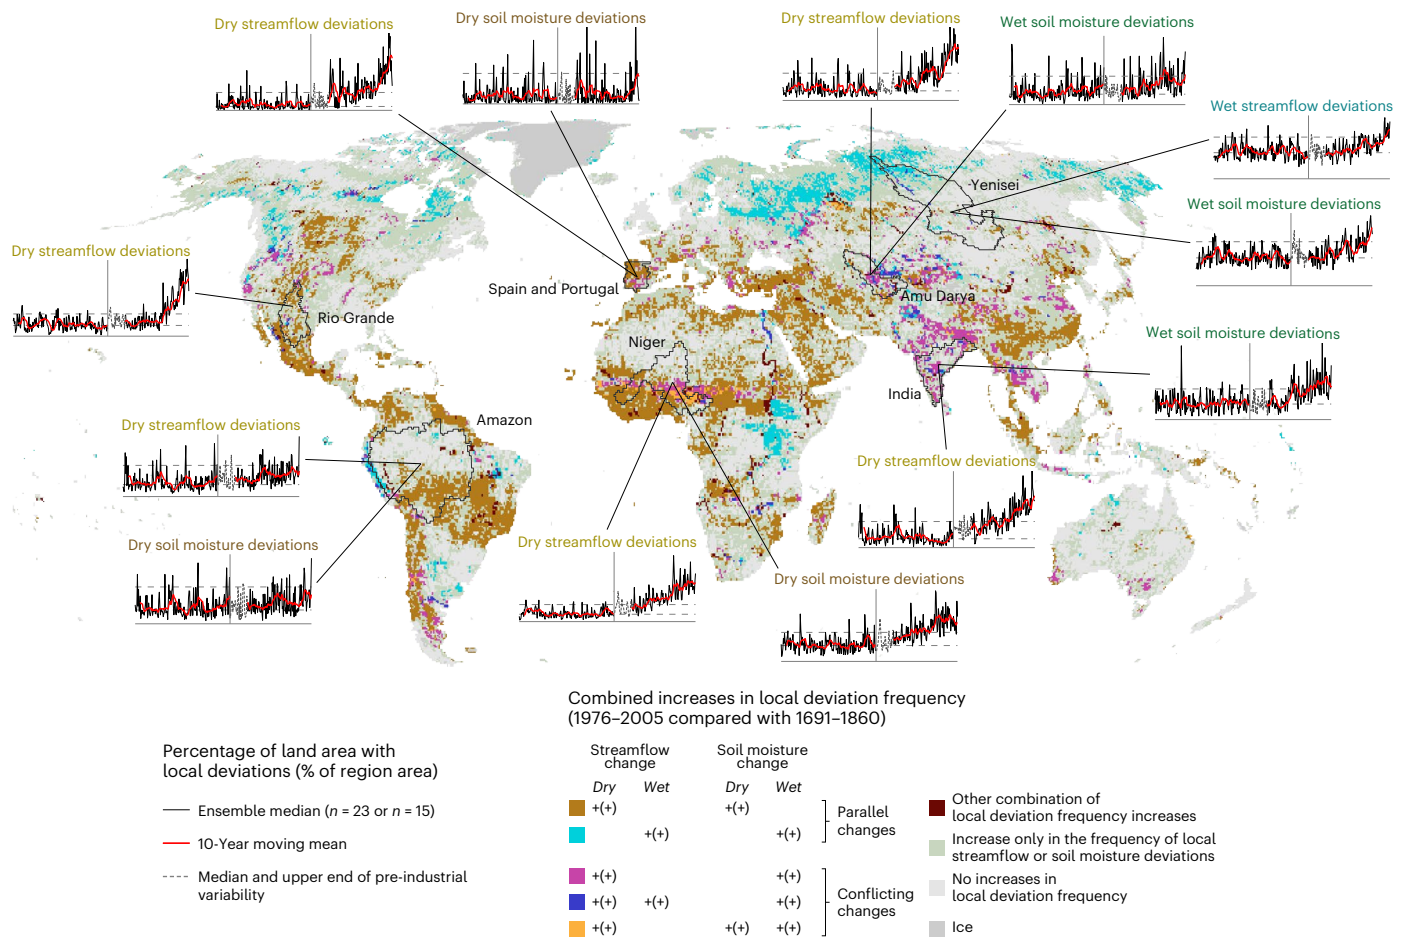 Dry streamflow deviations
Dry soil moisture deviations
Dry streamflow deviations
Wet soil moisture deviations
Wet streamflow deviations
Yenisei
Wet soil moisture deviations
Dry streamflow deviations
Spain and Portugal
Amu Darya
Rio Grande
Wet soil moisture deviations
Niger
India
Amazon
Dry streamflow deviations
Dry streamflow deviations
Dry soil moisture deviations
Dry streamflow deviations
Dry soil moisture deviations
Combined increases in local deviation frequency
(1976–2005 compared with 1691–1860)
Percentage of land area with
local deviations (% of region area)
Ensemble median (n = 23 or n = 15)
10-Year moving mean
Median and upper end of pre-industrial
variability
Streamflow
change
Soil moisture
change
Dry Wet Dry Wet
+(+) +(+)
+(+) +(+)
Parallel
changes
+(+) +(+)
+(+) +(+) +(+)
+(+) +(+) +(+)
Conflicting
changes
Other combination of
local deviation frequency increases
Increase only in the frequency of local
streamflow or soil moisture deviations
No increases in
local deviation frequency
Ice